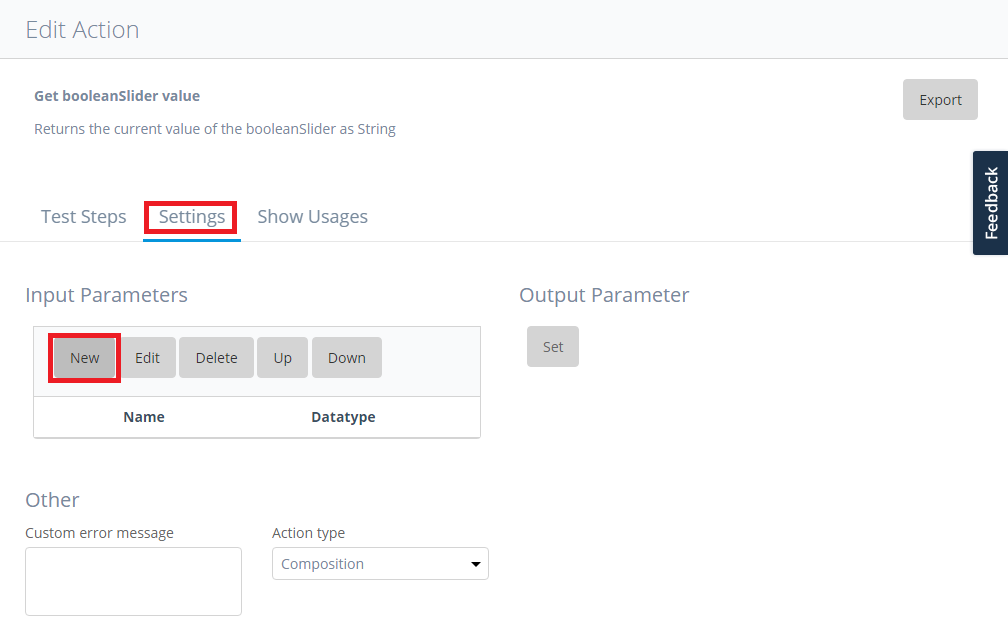 Edit Action
Get booleanSlider value
Export
Returns the current value of the booleanSlider as String
Feedback
Test Steps Settings Show Usages
Input Parameters
Output Parameter
New Edit Delete Up Down
Set
Name Datatype
Other
Custom error message
Action type
Composition